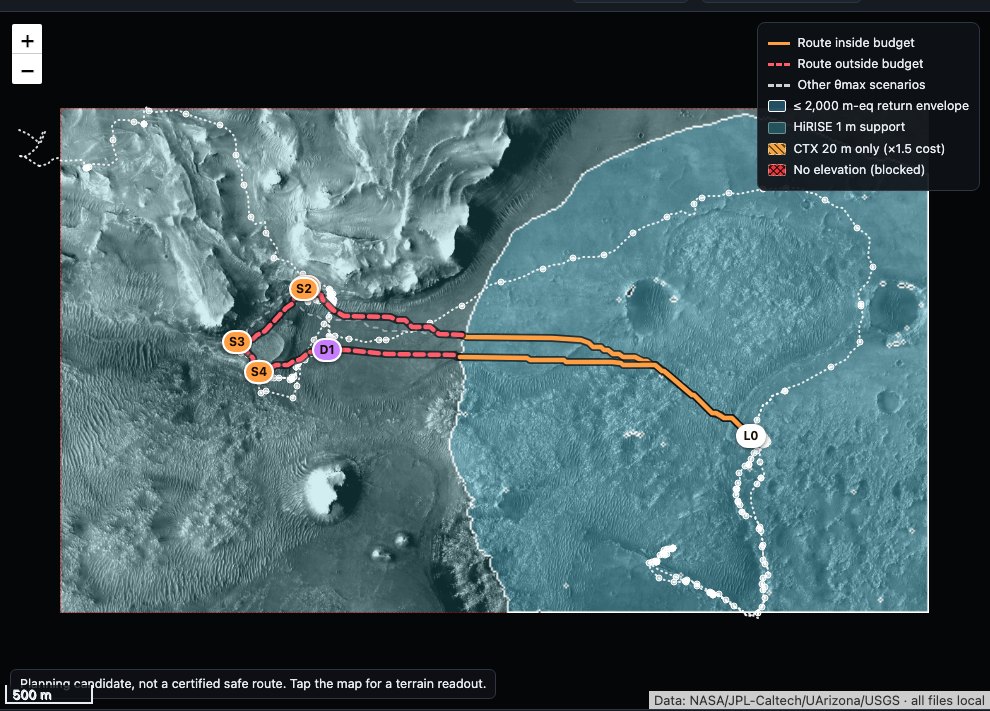 +
−
Route inside budget
Route outside budget
Other θmax scenarios
≤ 2,000 m-eq return envelope
HiRISE 1 m support
CTX 20 m only (×1.5 cost)
No elevation (blocked)
S2
S3
D1
S4
L0
Planning candidate, not a certified safe route. Tap the map for a terrain readout.
500 m
Data: NASA/JPL-Caltech/UArizona/USGS · all files local